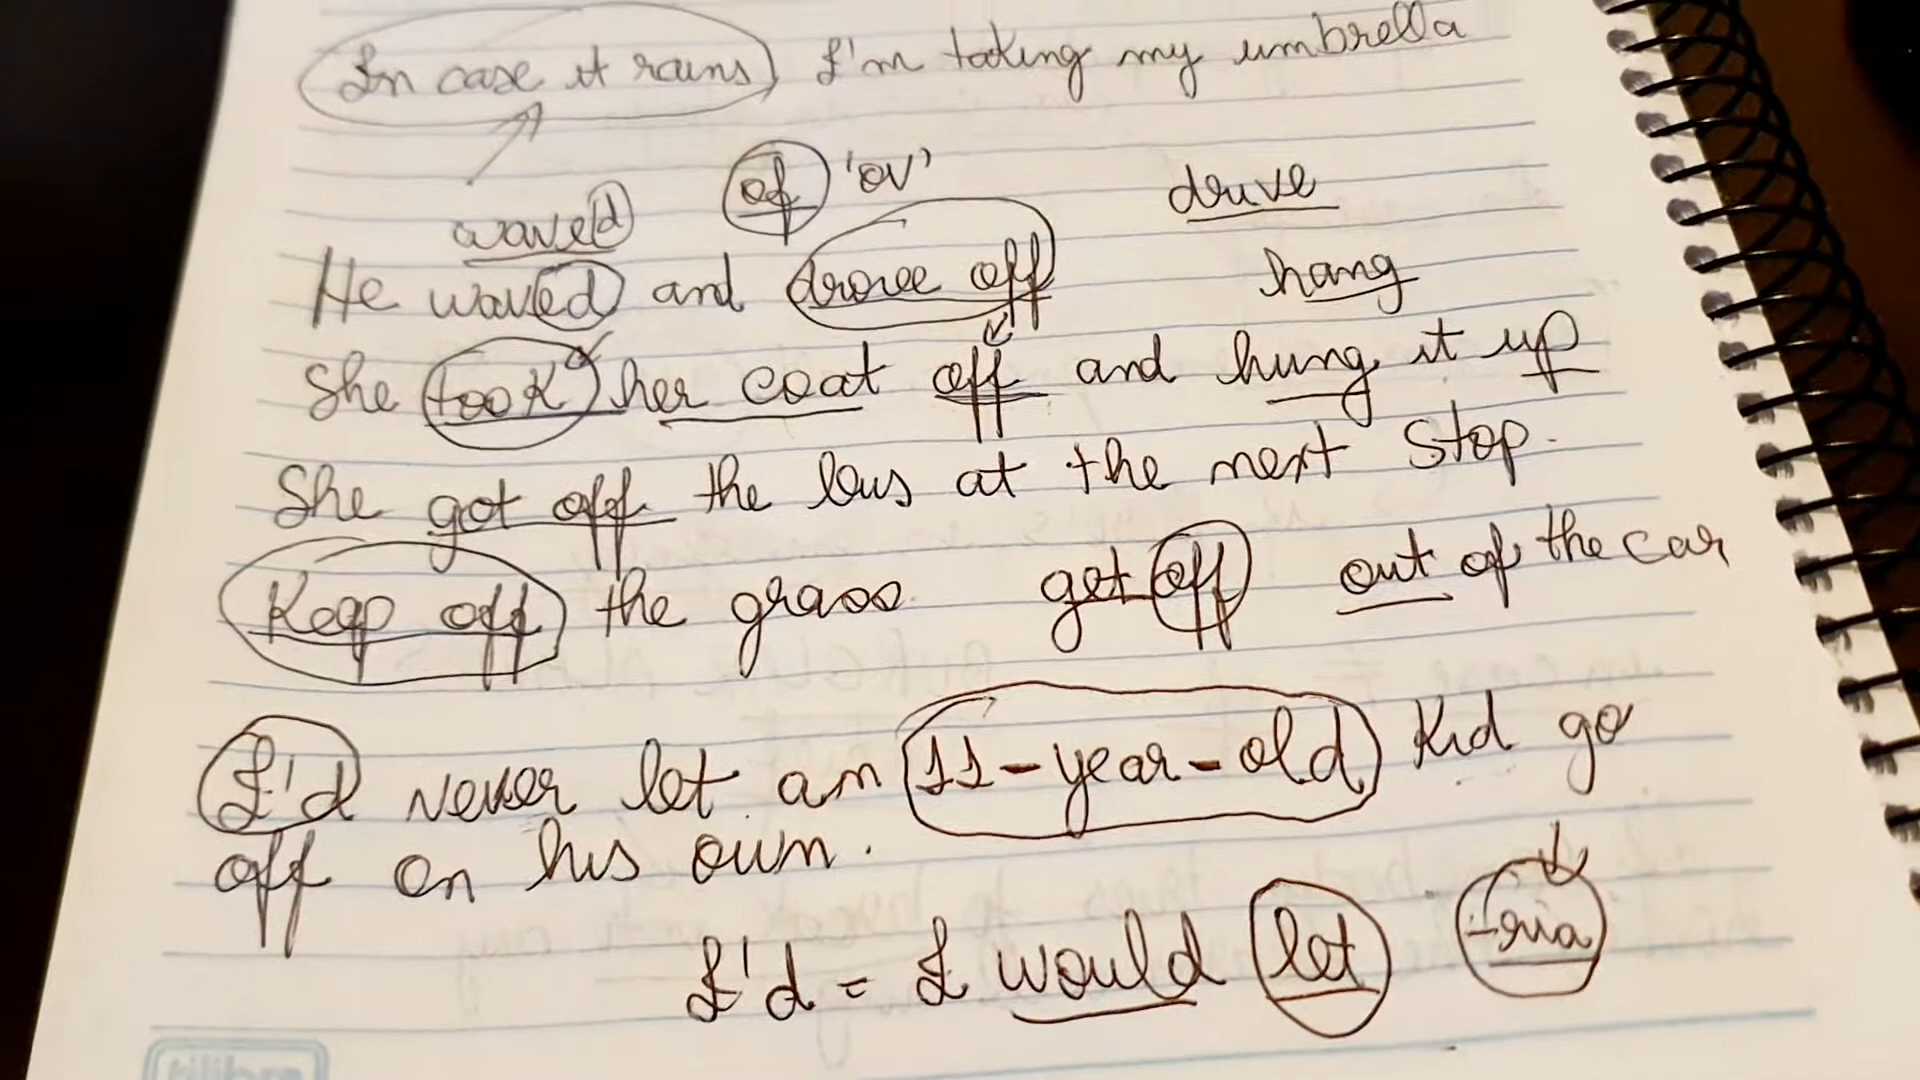 In case it rains, I'm taking my umbrella
of 'ov' drive
waved
He waved and drove off hang
She took her coat off and hung it up
She got off the bus at the next stop.
Keep off the grass. get off out of the car
I'd never let an 11-year-old kid go
off on his own.
I'd = I would let -ria
tilibra